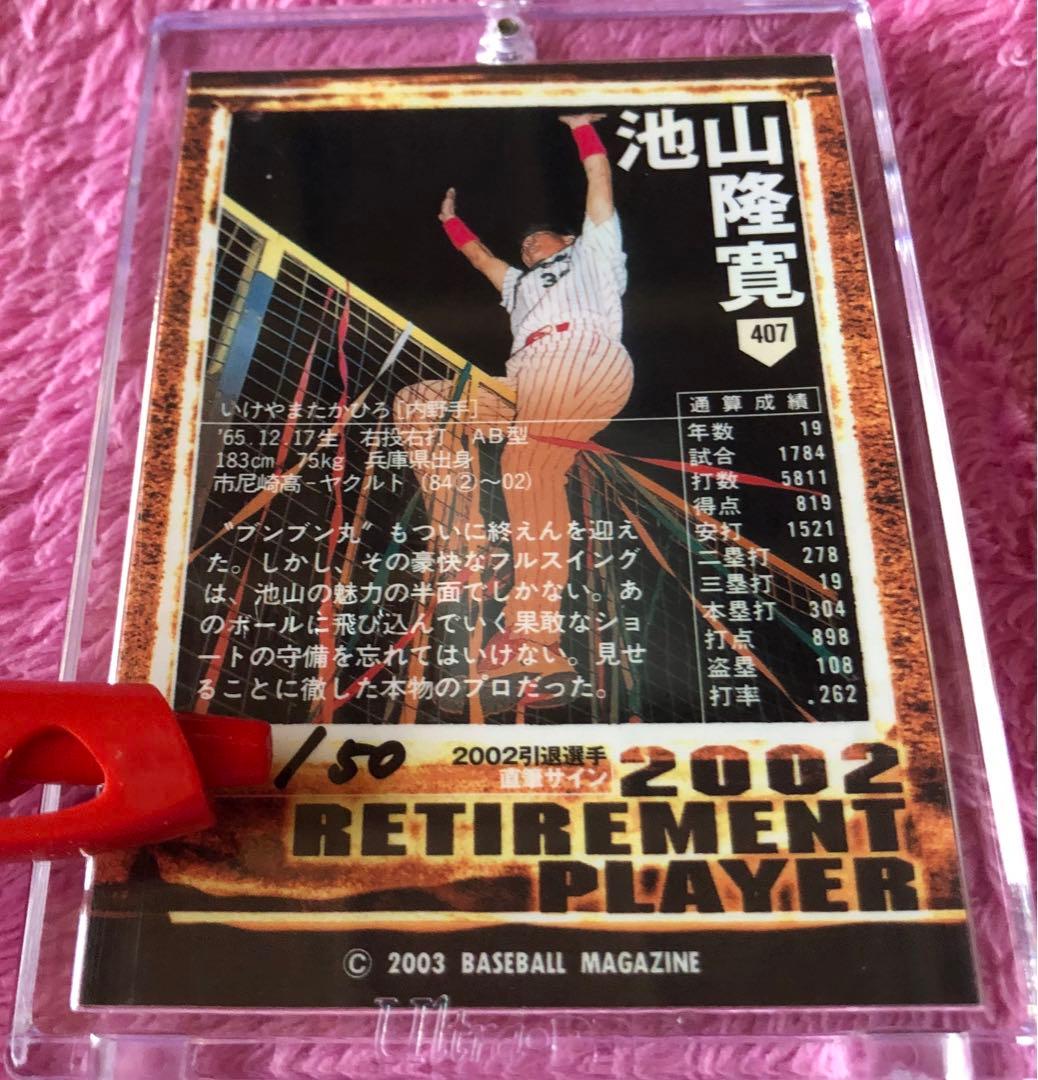 池山隆寛
407
いけやまたかひろ[内野手]
'65.12.17生 右投右打 AB型
183cm 75kg 兵庫県出身
市尼崎高-ヤクルト（84②〜02）
〝ブンブン丸〟もついに終えんを迎え
た。しかし、その豪快なフルスイング
は、池山の魅力の半面でしかない。あ
のボールに飛び込んでいく果敢なショ
ートの守備を忘れてはいけない。見せ
ることに徹した本物のプロだった。
通算成績
年数 19
試合 1784
打数 5811
得点 819
安打 1521
二塁打 278
三塁打 19
本塁打 304
打点 898
盗塁 108
打率 .262
/50
2002引退選手
直筆サイン
2002
RETIREMENT
PLAYER
© 2003 BASEBALL MAGAZINE